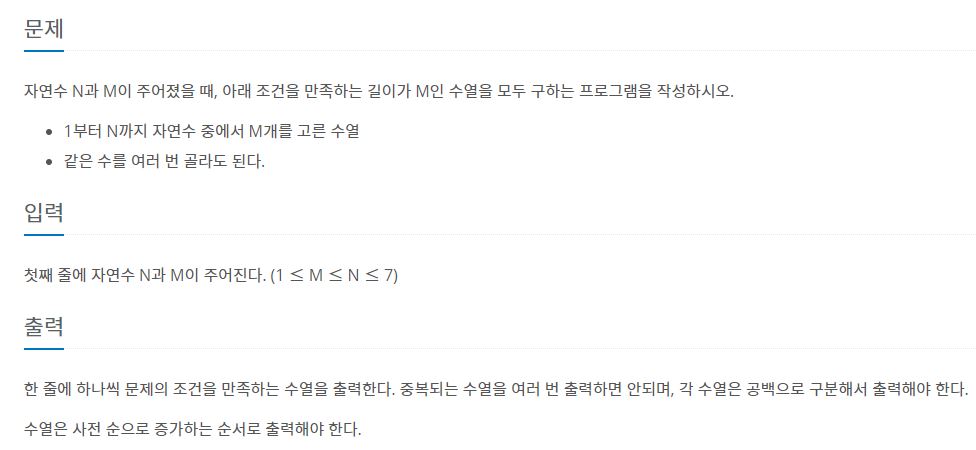 문제
자연수 N과 M이 주어졌을 때, 아래 조건을 만족하는 길이가 M인 수열을 모두 구하는 프로그램을 작성하시오.
• 1부터 N까지 자연수 중에서 M개를 고른 수열
• 같은 수를 여러 번 골라도 된다.
입력
첫째 줄에 자연수 N과 M이 주어진다. (1 ≤ M ≤ N ≤ 7)
출력
한 줄에 하나씩 문제의 조건을 만족하는 수열을 출력한다. 중복되는 수열을 여러 번 출력하면 안되며, 각 수열은 공백으로 구분해서 출력해야 한다.
수열은 사전 순으로 증가하는 순서로 출력해야 한다.